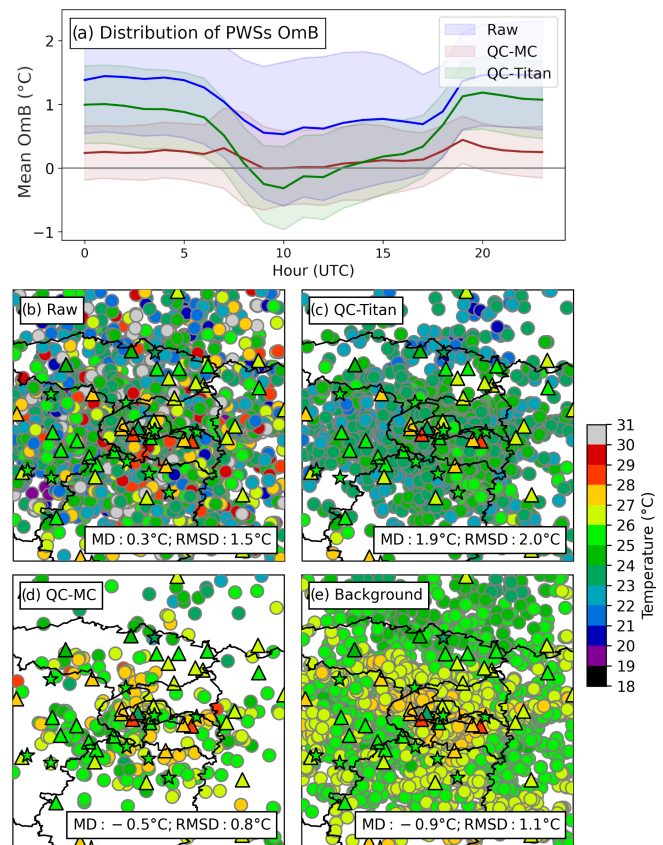 (a) Distribution of PWSs OmB
Raw
QC-MC
QC-Titan
Mean OmB (°C)
2
1
0
−1
0 5 10 15 20
Hour (UTC)
(b) Raw
MD : 0.3°C; RMSD : 1.5°C
(c) QC-Titan
MD : 1.9°C; RMSD : 2.0°C
(d) QC-MC
MD : −0.5°C; RMSD : 0.8°C
(e) Background
MD : −0.9°C; RMSD : 1.1°C
31
30
29
28
27
26
25
24
23
22
21
20
19
18
Temperature (°C)